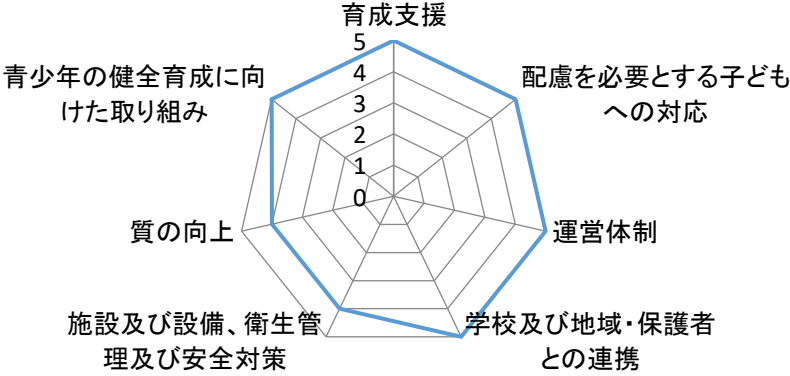 育成支援
5
4
3
2
1
0
配慮を必要とする子ども
への対応
運営体制
学校及び地域・保護者
との連携
施設及び設備、衛生管
理及び安全対策
質の向上
青少年の健全育成に向
けた取り組み